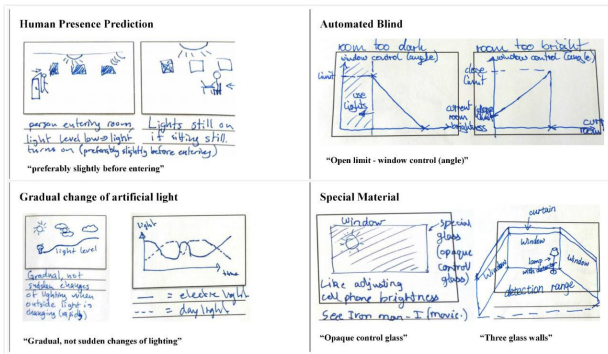 Human Presence Prediction
person entering room
light level low → light
turns on (preferably slightly before entering)
Lights still on
if sitting still.
"preferably slightly before entering"
Automated Blind
room too dark
window control (angle)
limit
use
lights
current
room
brightness
room too bright
window control (angle)
close
limit
current
room
"Open limit - window control (angle)"
Gradual change of artificial light
light level
Gradual, not
sudden changes
of lighting when
outside light is
changing (rapidly)
light
time
= electric light
= daylight
"Gradual, not sudden changes of lighting"
Special Material
window
special
glass
(opaque
control
glass)
Like adjusting
cell phone brightness
See Iron man - I (movie.)
"Opaque control glass"
curtain
Window
Window
Window
lamp
with detector
detection range
"Three glass walls"